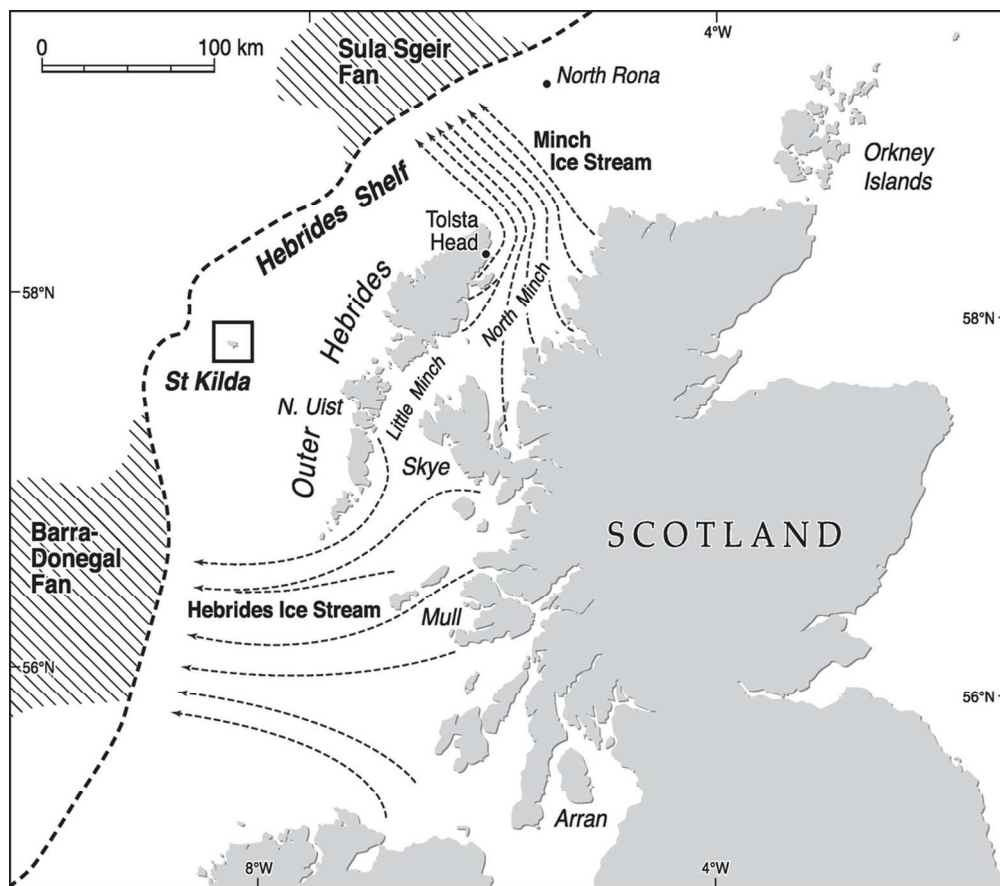 0 100 km
4°W
Sula Sgeir
Fan
North Rona
Minch
Ice Stream
Orkney
Islands
Hebrides Shelf
Tolsta
Head
58°N
58°N
North Minch
Hebrides
St Kilda
Little Minch
N. Uist
Outer
Skye
SCOTLAND
Barra-
Donegal
Fan
Hebrides Ice Stream
Mull
56°N
56°N
Arran
8°W
4°W